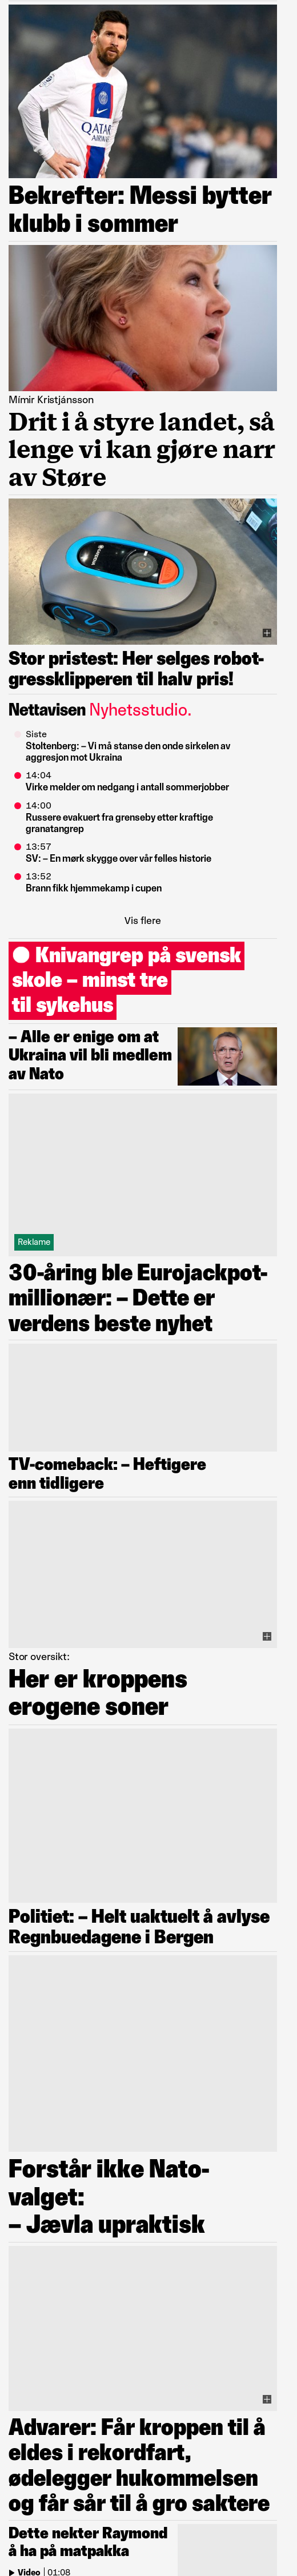 QATAR
AIRWAYS
Bekrefter: Messi bytter
klubb i sommer
Mímir Kristjánsson
Drit i å styre landet, så
lenge vi kan gjøre narr
av Støre
Stor pristest: Her selges robot-
gressklipperen til halv pris!
Nettavisen Nyhetsstudio.
Siste
Stoltenberg: – Vi må stanse den onde sirkelen av
aggresjon mot Ukraina
14:04
Virke melder om nedgang i antall sommerjobber
14:00
Russere evakuert fra grenseby etter kraftige
granatangrep
13:57
SV: – En mørk skygge over vår felles historie
13:52
Brann fikk hjemmekamp i cupen
Vis flere
Knivangrep på svensk
skole – minst tre
til sykehus
– Alle er enige om at
Ukraina vil bli medlem
av Nato
Reklame
30-åring ble Eurojackpot-
millionær: – Dette er
verdens beste nyhet
TV-comeback: – Heftigere
enn tidligere
Stor oversikt:
Her er kroppens
erogene soner
Politiet: – Helt uaktuelt å avlyse
Regnbuedagene i Bergen
Forstår ikke Nato-
valget:
– Jævla upraktisk
Advarer: Får kroppen til å
eldes i rekordfart,
ødelegger hukommelsen
og får sår til å gro saktere
Dette nekter Raymond
å ha på matpakka
Video | 01:08